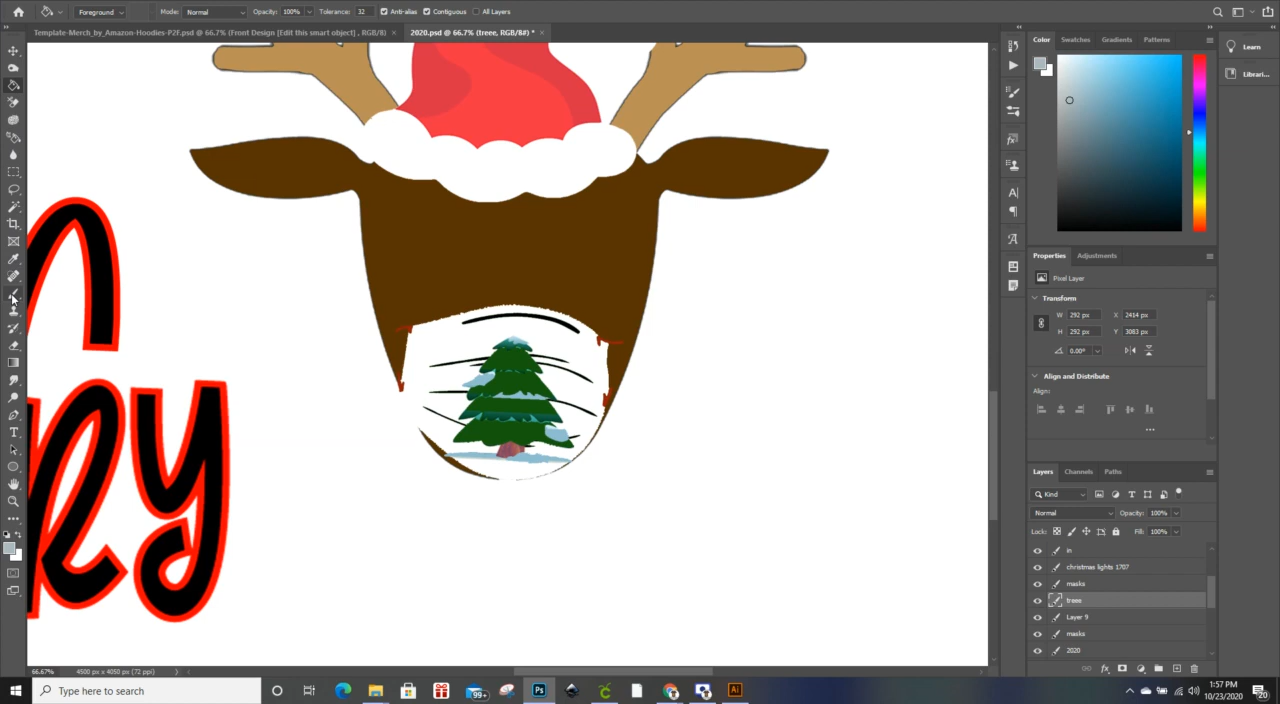 Foreground Mode: Normal Opacity: 100% Tolerance: 32 Anti-alias Contiguous All Layers
Template-Merch_by_Amazon-Hoodies-P2F.psd @ 66.7% (Front Design [Edit this smart object] , RGB/8) × 2020.psd @ 66.7% (treee, RGB/8#) * ×
Color Swatches Gradients Patterns
Learn
Librari...
Properties Adjustments
Pixel Layer
Transform
W 292 px X 2414 px
H 292 px Y 3083 px
0.00°
Align and Distribute
Align:
Layers Channels Paths
Kind
Normal Opacity: 100%
Lock: Fill: 100%
in
christmas lights 1707
masks
treee
Layer 9
masks
2020
66.67% 4500 px x 4050 px (72 ppi)
Type here to search
99+
Ps
Ai
1:57 PM
10/23/2020
20